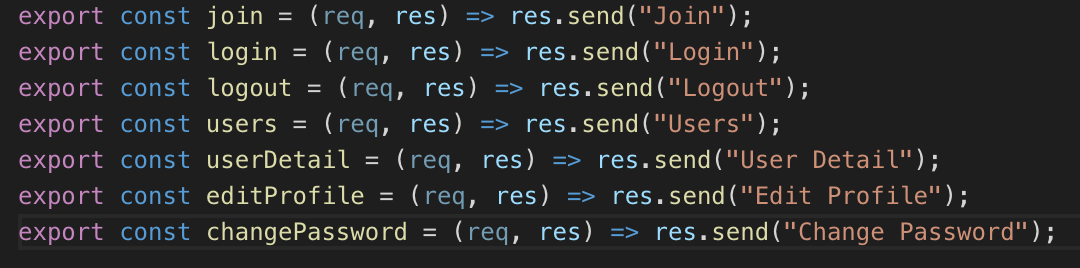 export const join = (req, res) => res.send("Join");
export const login = (req, res) => res.send("Login");
export const logout = (req, res) => res.send("Logout");
export const users = (req, res) => res.send("Users");
export const userDetail = (req, res) => res.send("User Detail");
export const editProfile = (req, res) => res.send("Edit Profile");
export const changePassword = (req, res) => res.send("Change Password");